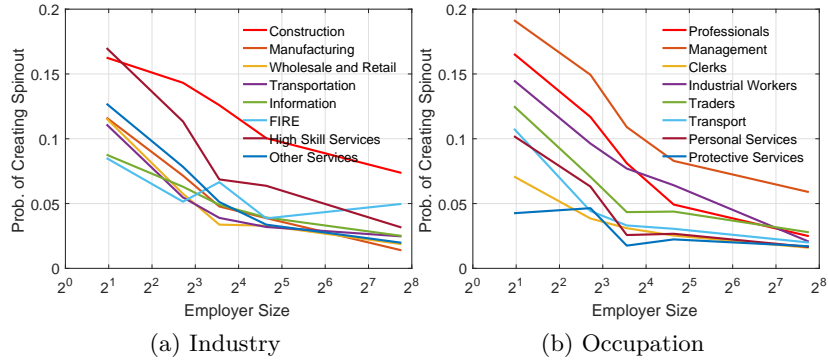 0.2
0.15
0.1
0.05
0
Prob. of Creating Spinout
Construction
Manufacturing
Wholesale and Retail
Transportation
Information
FIRE
High Skill Services
Other Services
2^0 2^1 2^2 2^3 2^4 2^5 2^6 2^7 2^8
Employer Size
(a) Industry
0.2
0.15
0.1
0.05
0
Prob. of Creating Spinout
Professionals
Management
Clerks
Industrial Workers
Traders
Transport
Personal Services
Protective Services
2^0 2^1 2^2 2^3 2^4 2^5 2^6 2^7 2^8
Employer Size
(b) Occupation